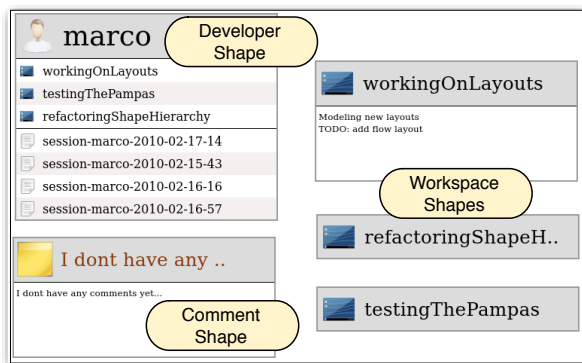 marco
Developer
Shape
workingOnLayouts
testingThePampas
refactoringShapeHierarchy
session-marco-2010-02-17-14
session-marco-2010-02-15-43
session-marco-2010-02-16-16
session-marco-2010-02-16-57
I dont have any ..
I dont have any comments yet...
Comment
Shape
workingOnLayouts
Modeling new layouts
TODO: add flow layout
Workspace
Shapes
refactoringShapeH..
testingThePampas